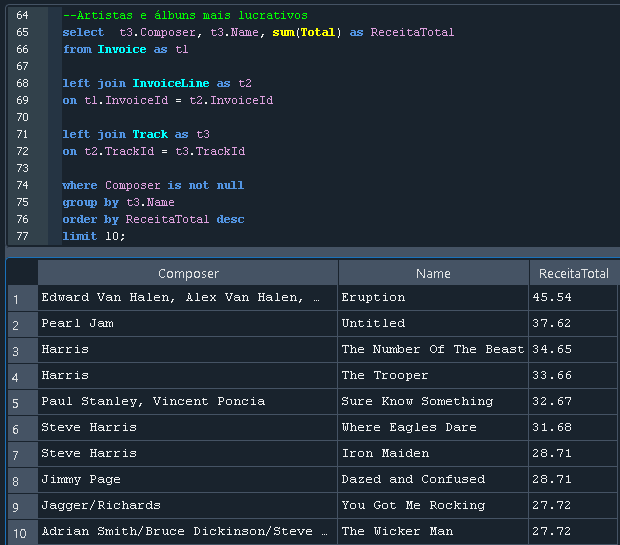 64 --Artistas e álbuns mais lucrativos
65 select  t3.Composer, t3.Name, sum(Total) as ReceitaTotal
66 from Invoice as t1
67
68 left join InvoiceLine as t2
69 on t1.InvoiceId = t2.InvoiceId
70
71 left join Track as t3
72 on t2.TrackId = t3.TrackId
73
74 where Composer is not null
75 group by t3.Name
76 order by ReceitaTotal desc
77 limit 10;
Composer Name ReceitaTotal
1 Edward Van Halen, Alex Van Halen, … Eruption 45.54
2 Pearl Jam Untitled 37.62
3 Harris The Number Of The Beast 34.65
4 Harris The Trooper 33.66
5 Paul Stanley, Vincent Poncia Sure Know Something 32.67
6 Steve Harris Where Eagles Dare 31.68
7 Steve Harris Iron Maiden 28.71
8 Jimmy Page Dazed and Confused 28.71
9 Jagger/Richards You Got Me Rocking 27.72
10 Adrian Smith/Bruce Dickinson/Steve … The Wicker Man 27.72